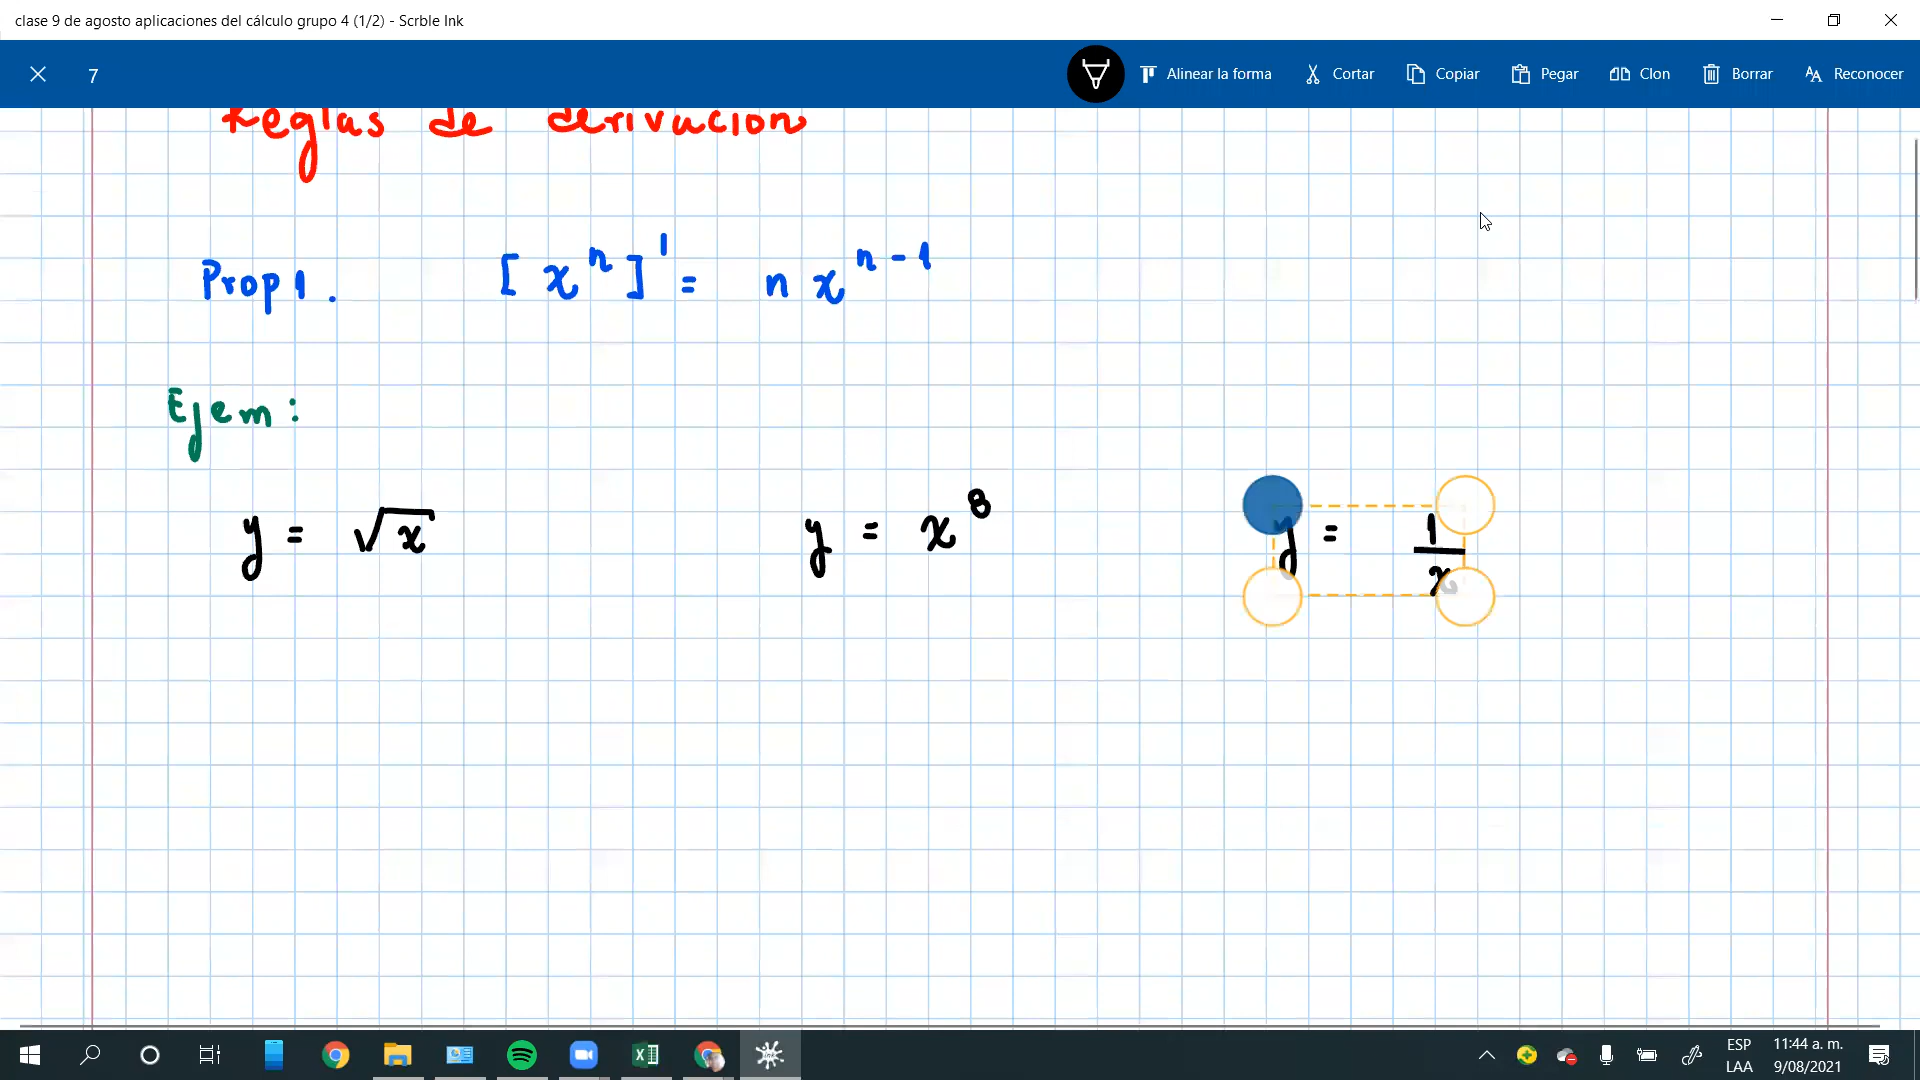 clase 9 de agosto aplicaciones del cálculo grupo 4 (1/2) - Scrble Ink
7 Alinear la forma Cortar Copiar Pegar Clon Borrar Reconocer
Reglas de derivacion
Prop 1. [x^n]' = n x^{n-1}
Ejem:
y = √x y = x^8 y = 1/x
ESP 11:44 a. m.
LAA 9/08/2021